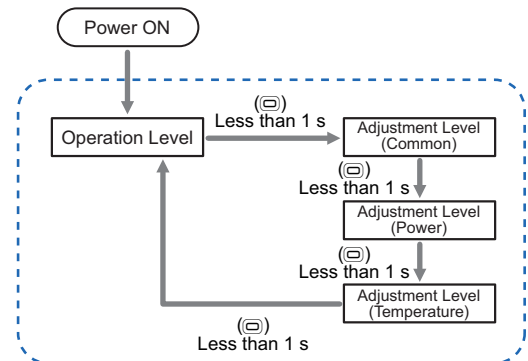 Power ON
(⊂⊃)
Less than 1 s
Operation Level
Adjustment Level
(Common)
(⊂⊃)
Less than 1 s
Adjustment Level
(Power)
(⊂⊃)
Less than 1 s
Adjustment Level
(Temperature)
(⊂⊃)
Less than 1 s